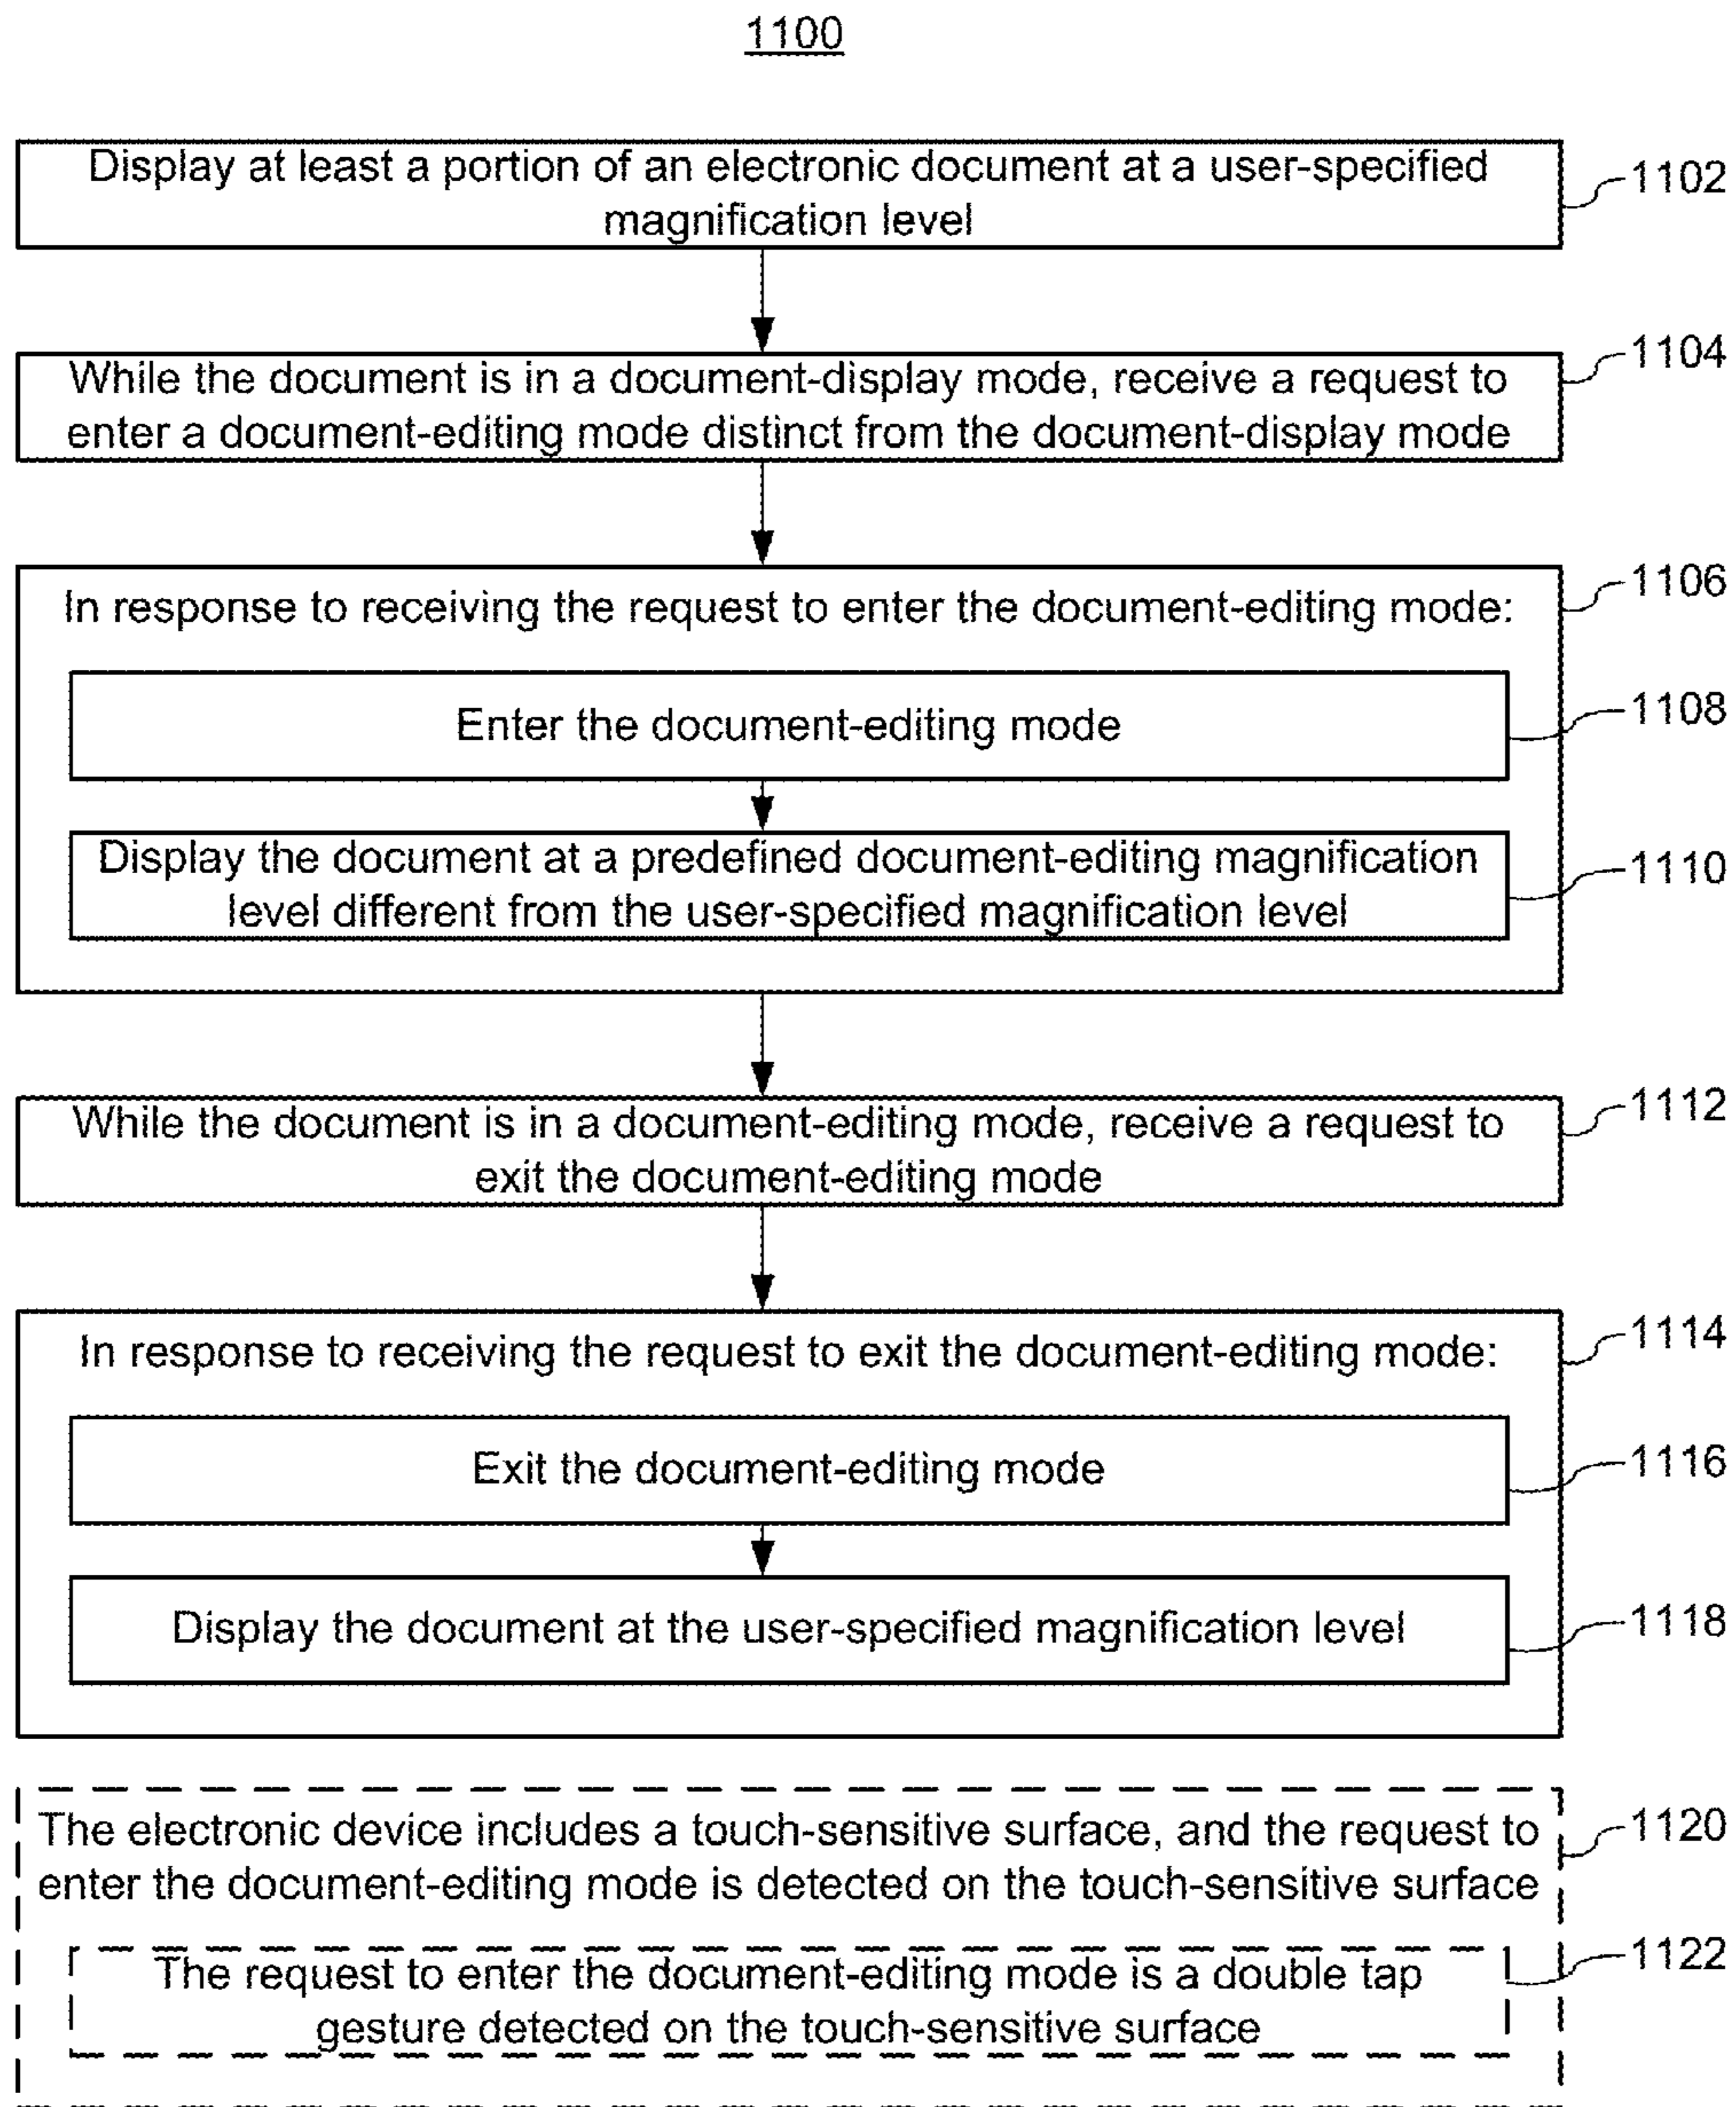 1100
Display at least a portion of an electronic document at a user-specified
magnification level
1102
While the document is in a document-display mode, receive a request to
enter a document-editing mode distinct from the document-display mode
1104
In response to receiving the request to enter the document-editing mode:
1106
Enter the document-editing mode
1108
Display the document at a predefined document-editing magnification
level different from the user-specified magnification level
1110
While the document is in a document-editing mode, receive a request to
exit the document-editing mode
1112
In response to receiving the request to exit the document-editing mode:
1114
Exit the document-editing mode
1116
Display the document at the user-specified magnification level
1118
The electronic device includes a touch-sensitive surface, and the request to
enter the document-editing mode is detected on the touch-sensitive surface
1120
The request to enter the document-editing mode is a double tap
gesture detected on the touch-sensitive surface
1122